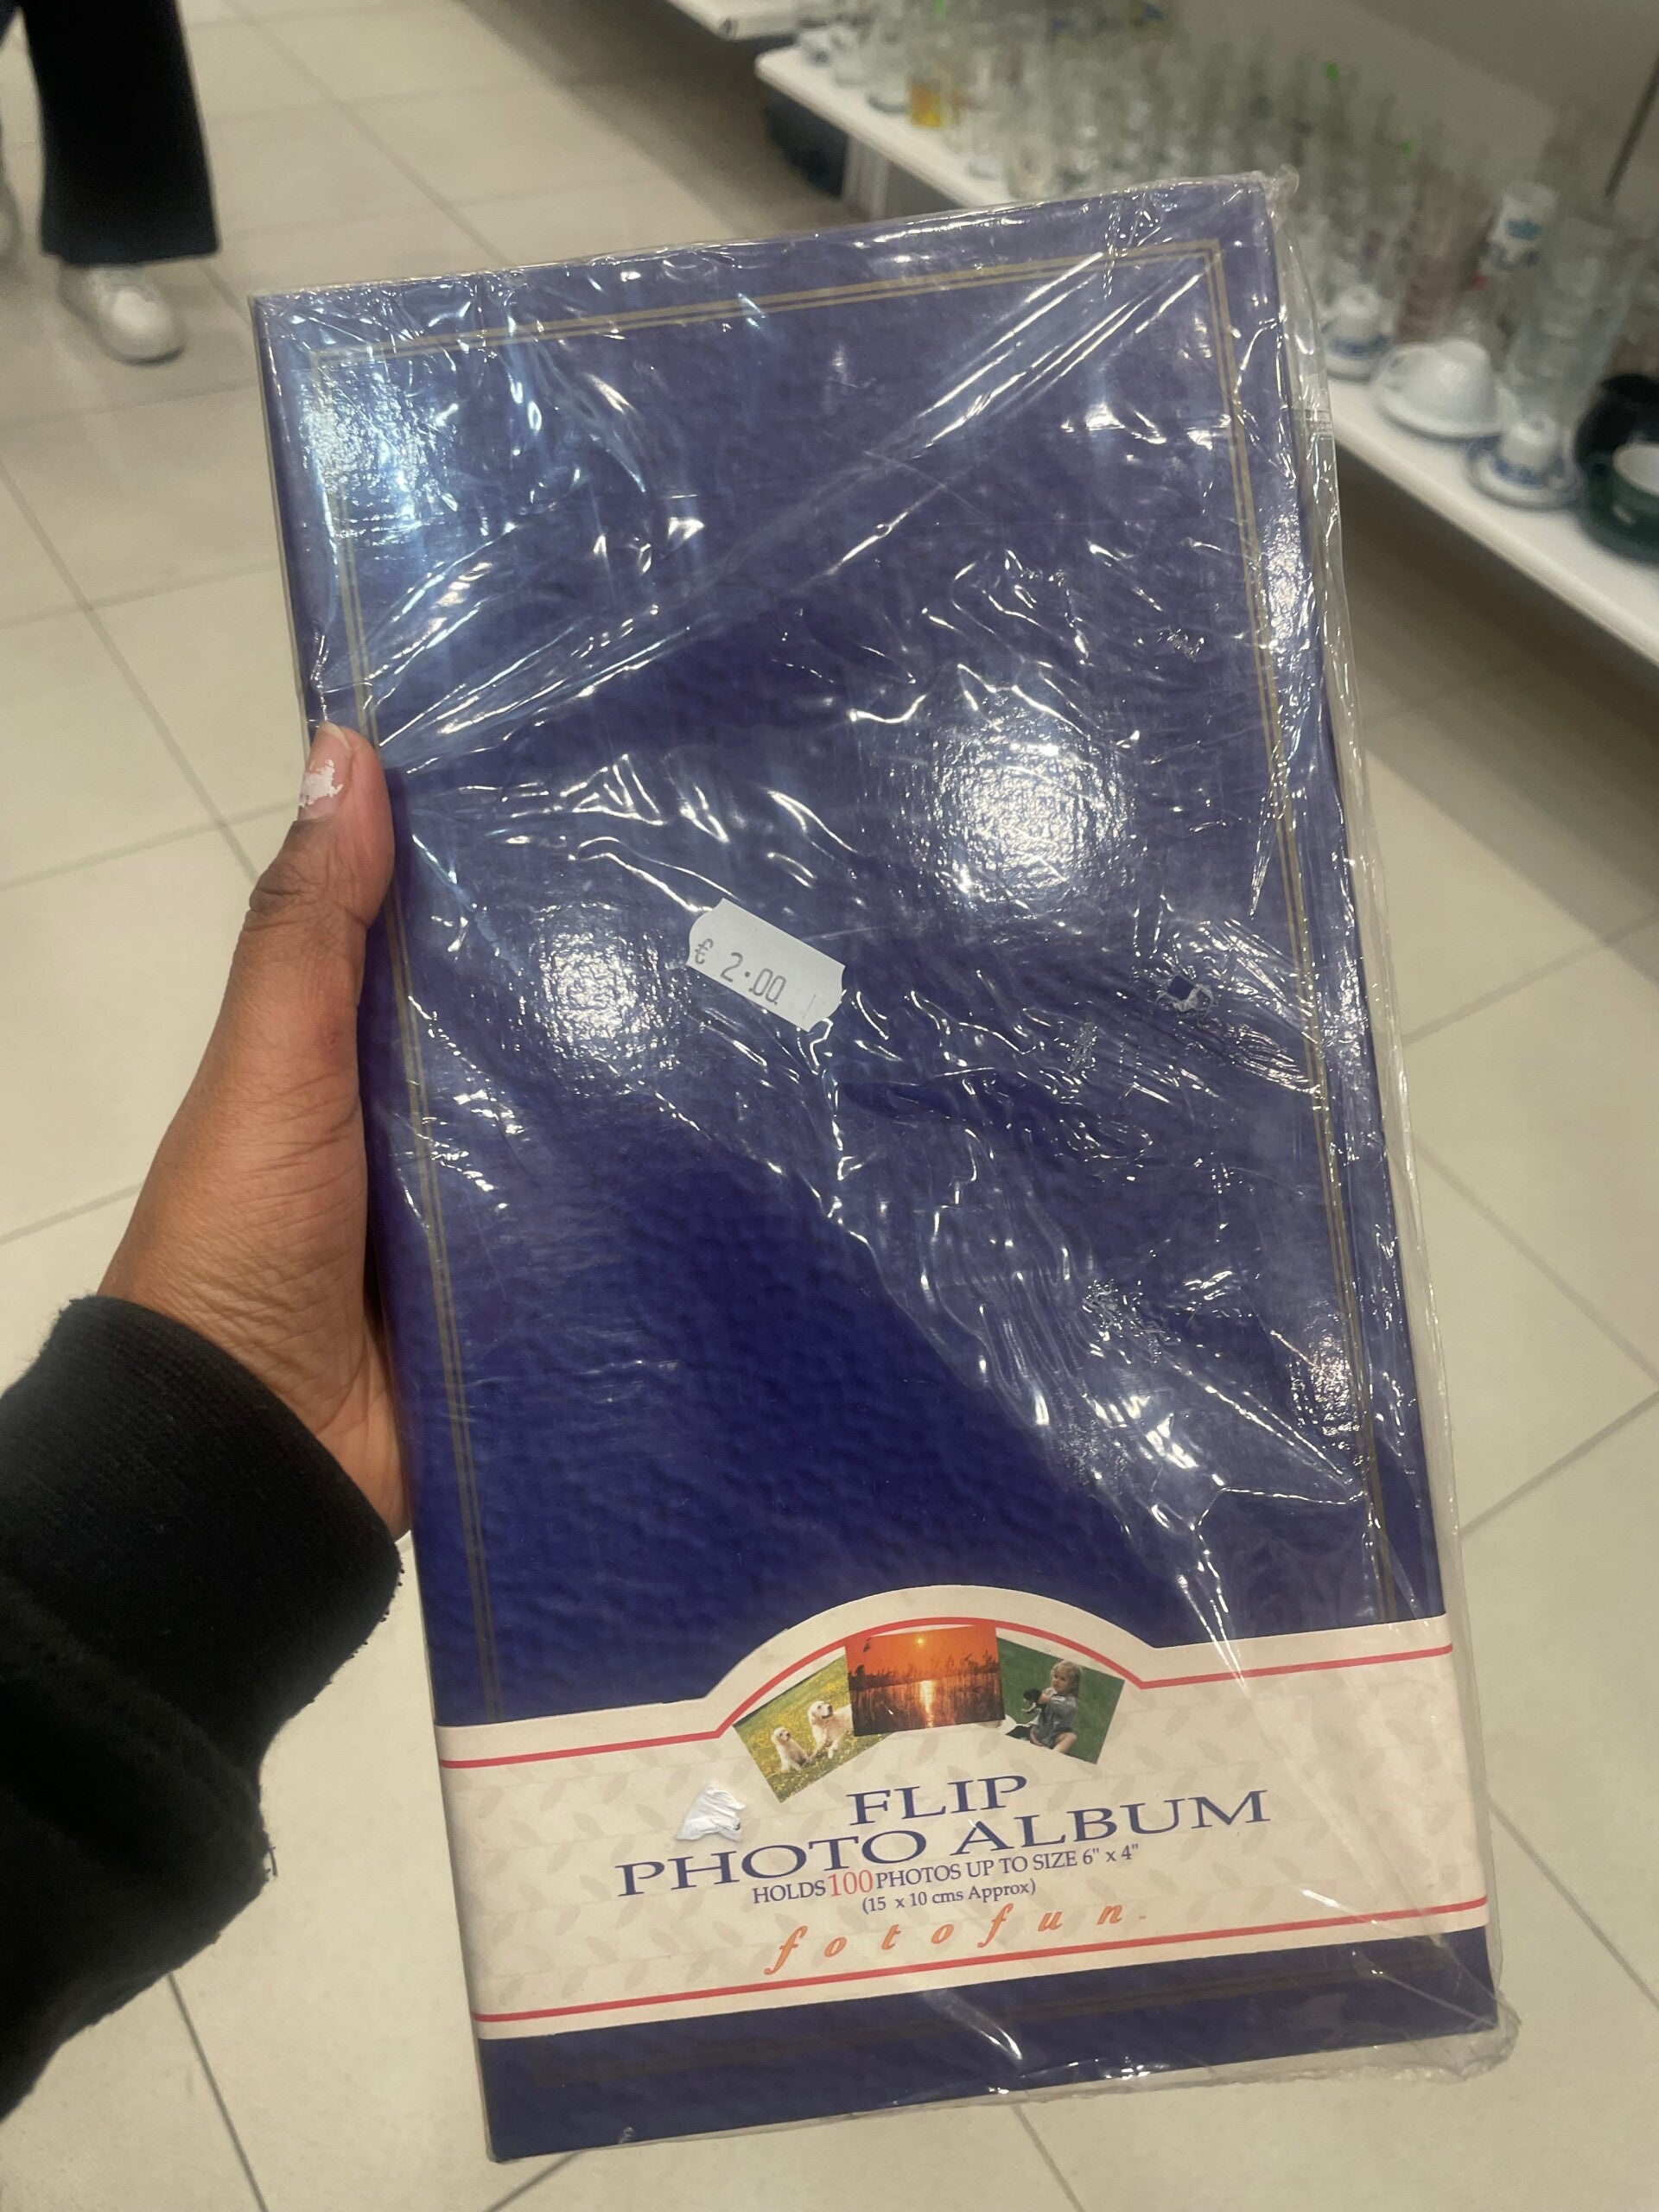 € 2.00
FLIP
PHOTO ALBUM
HOLDS 100 PHOTOS UP TO SIZE 6" x 4"
(15 x 10 cms Approx)
fotofun